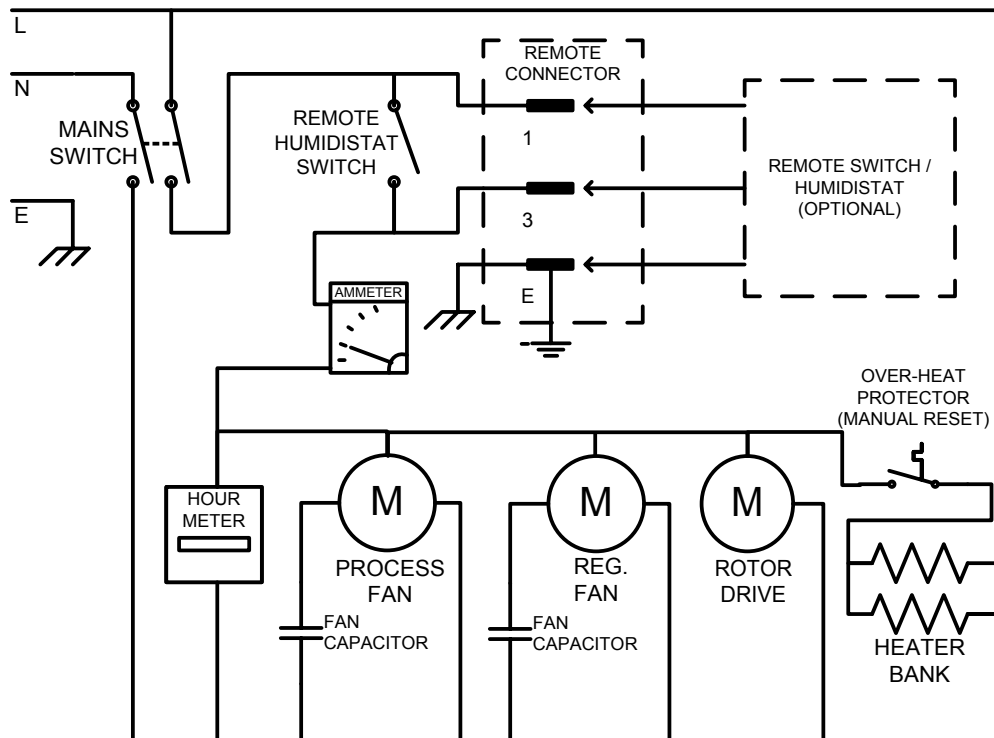 L
N
E
MAINS
SWITCH
REMOTE
HUMIDISTAT
SWITCH
REMOTE
CONNECTOR
1
3
E
REMOTE SWITCH /
HUMIDISTAT
(OPTIONAL)
AMMETER
OVER-HEAT
PROTECTOR
(MANUAL RESET)
HOUR
METER
M
PROCESS
FAN
FAN
CAPACITOR
M
REG.
FAN
FAN
CAPACITOR
M
ROTOR
DRIVE
HEATER
BANK